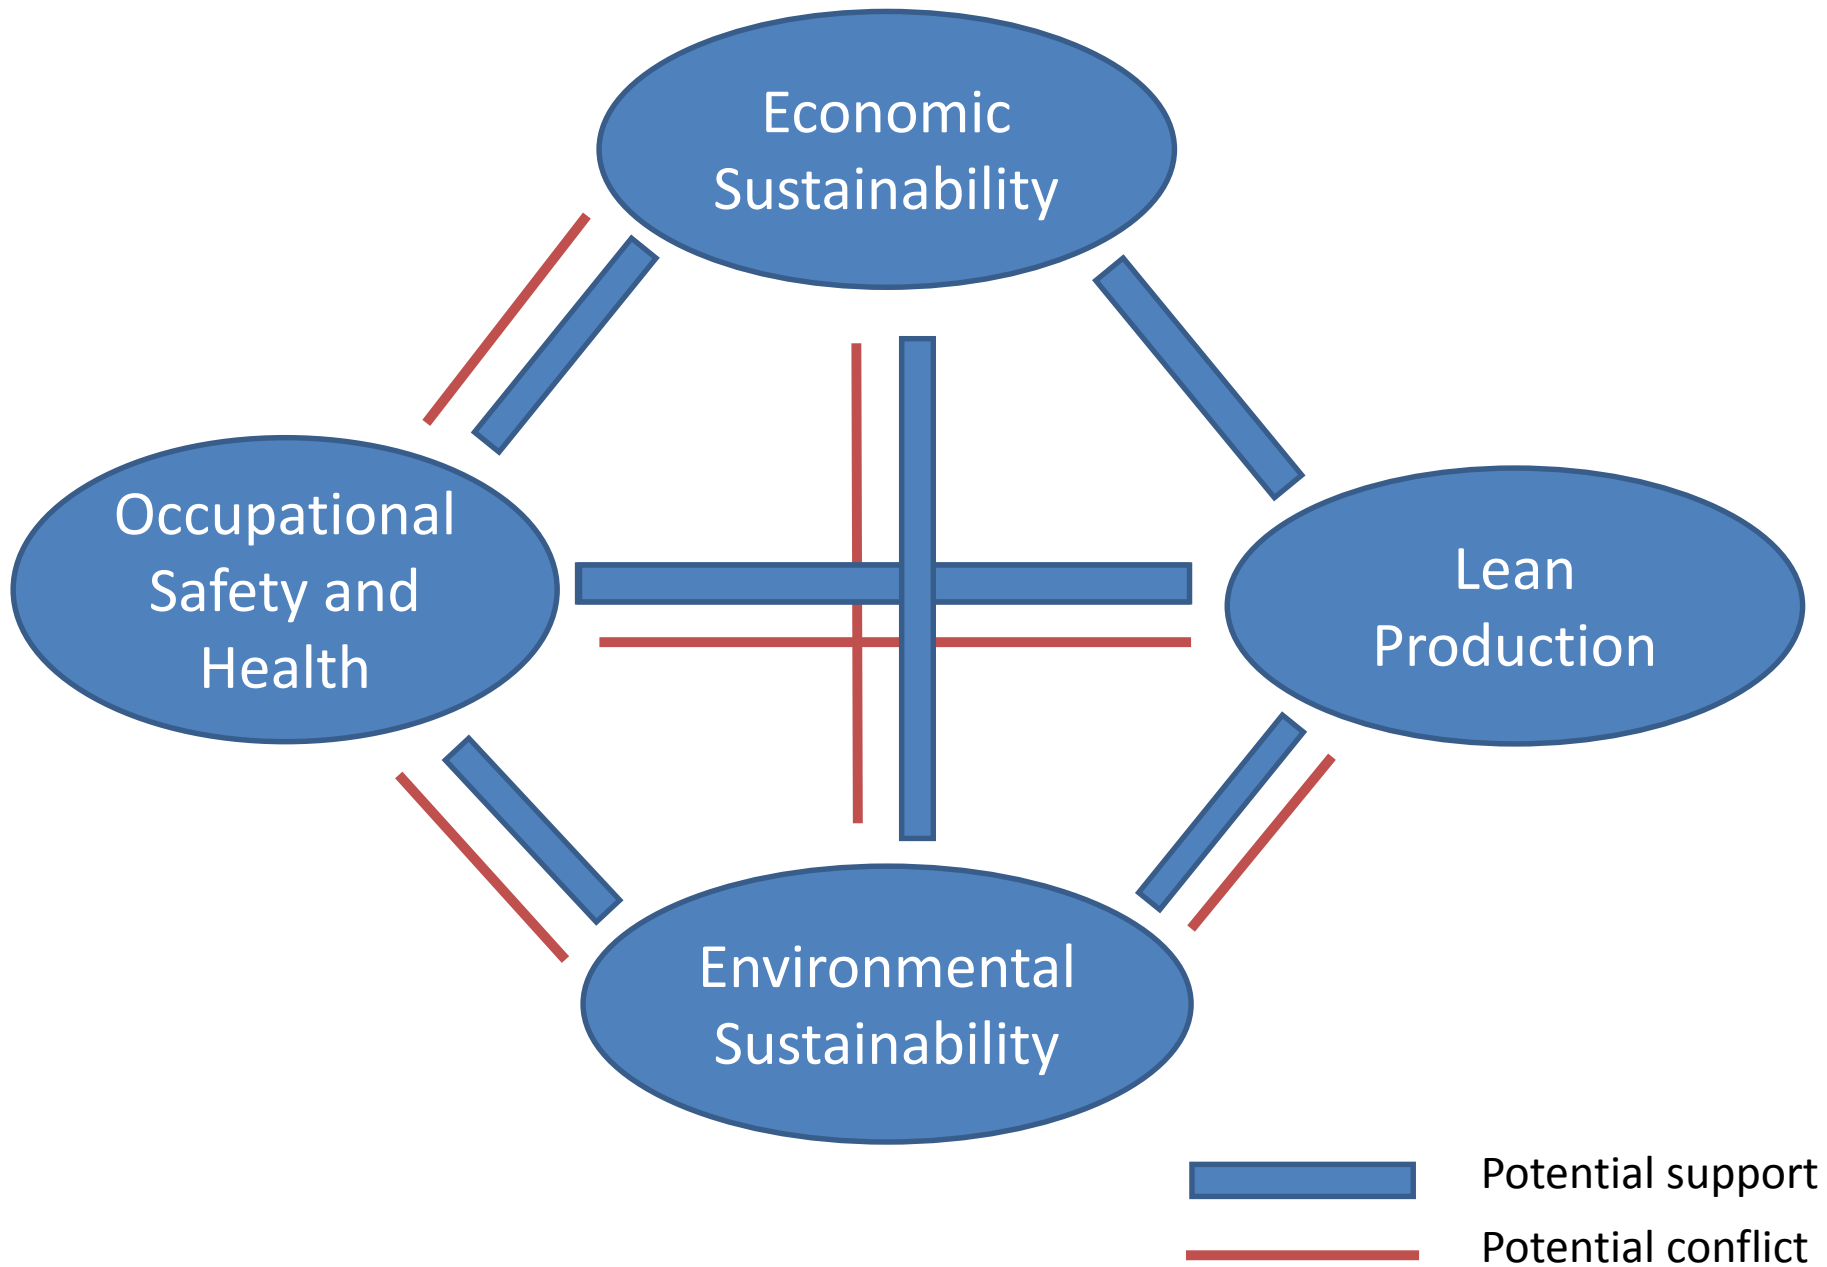 Economic
Sustainability
Occupational
Safety and
Health
Lean
Production
Environmental
Sustainability
Potential support
Potential conflict